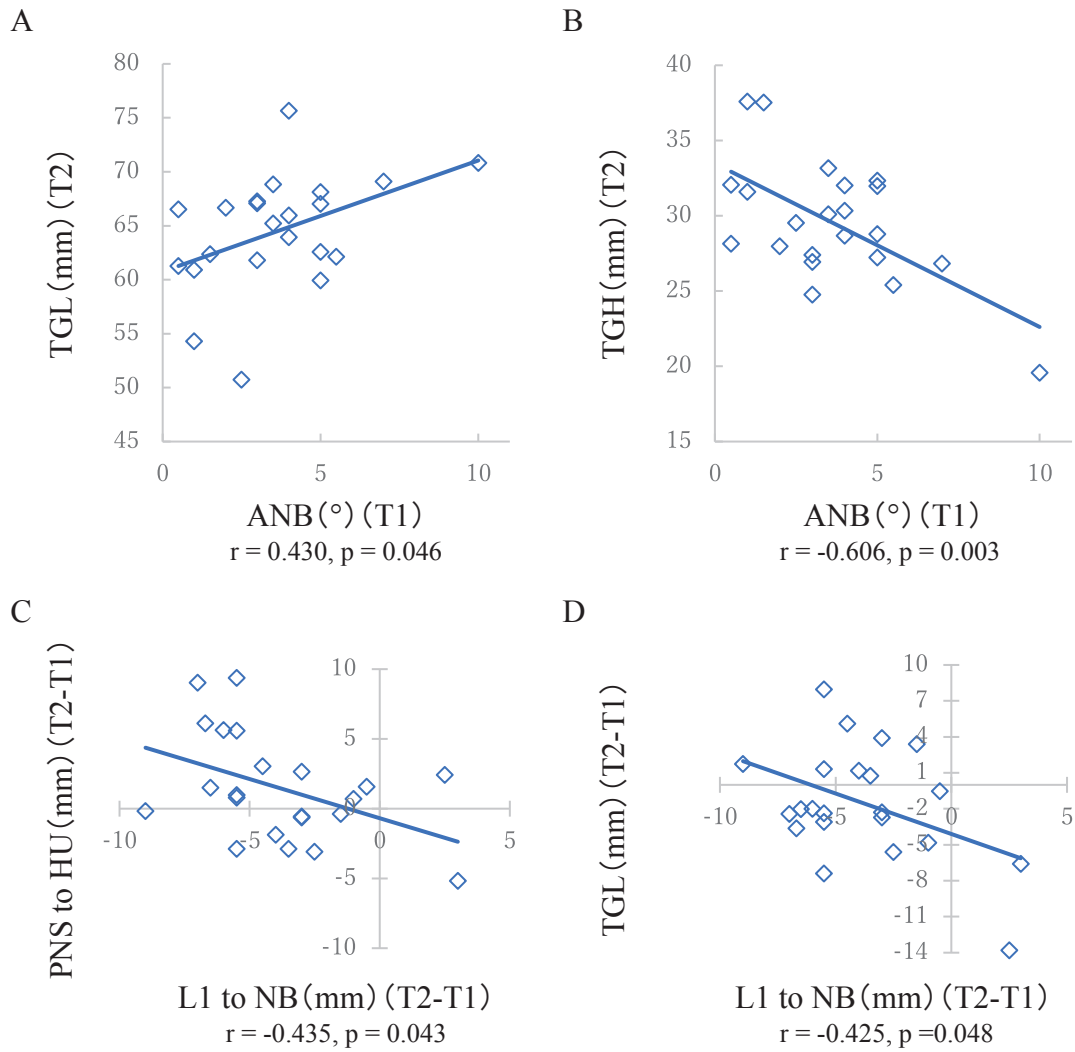 A
80
75
70
65
60
55
50
45
0
5
10
TGL(mm)(T2)
ANB(°)(T1)
r = 0.430, p = 0.046
B
40
35
30
25
20
15
0
5
10
TGH(mm)(T2)
ANB(°)(T1)
r = -0.606, p = 0.003
C
10
5
0
-5
-10
-10
-5
0
5
PNS to HU(mm)(T2-T1)
L1 to NB(mm)(T2-T1)
r = -0.435, p = 0.043
D
10
7
4
1
-2
-5
-8
-11
-14
-10
-5
0
5
TGL(mm)(T2-T1)
L1 to NB(mm)(T2-T1)
r = -0.425, p =0.048